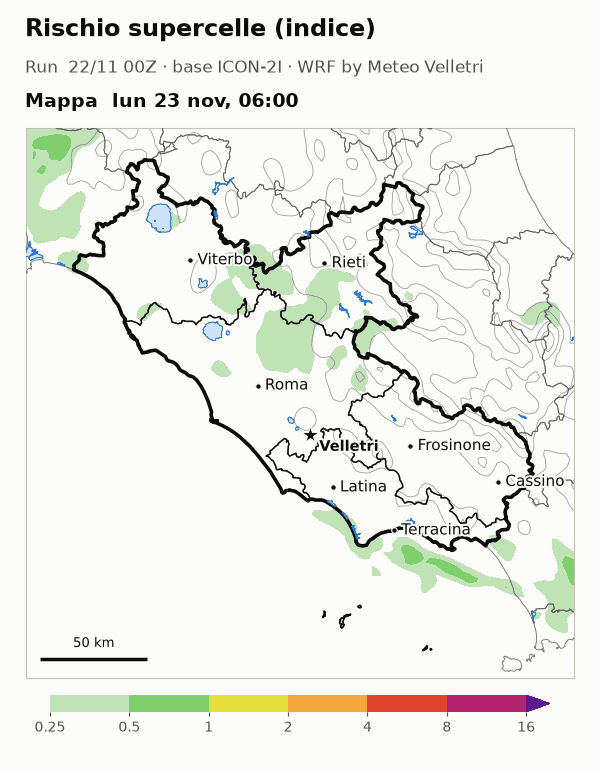 Rischio supercelle (indice)
Run  22/11 00Z · base ICON-2I · WRF by Meteo Velletri
Mappa  lun 23 nov, 06:00
Viterbo
Rieti
Roma
Velletri
Frosinone
Latina
Cassino
Terracina
50 km
0.25 0.5 1 2 4 8 16